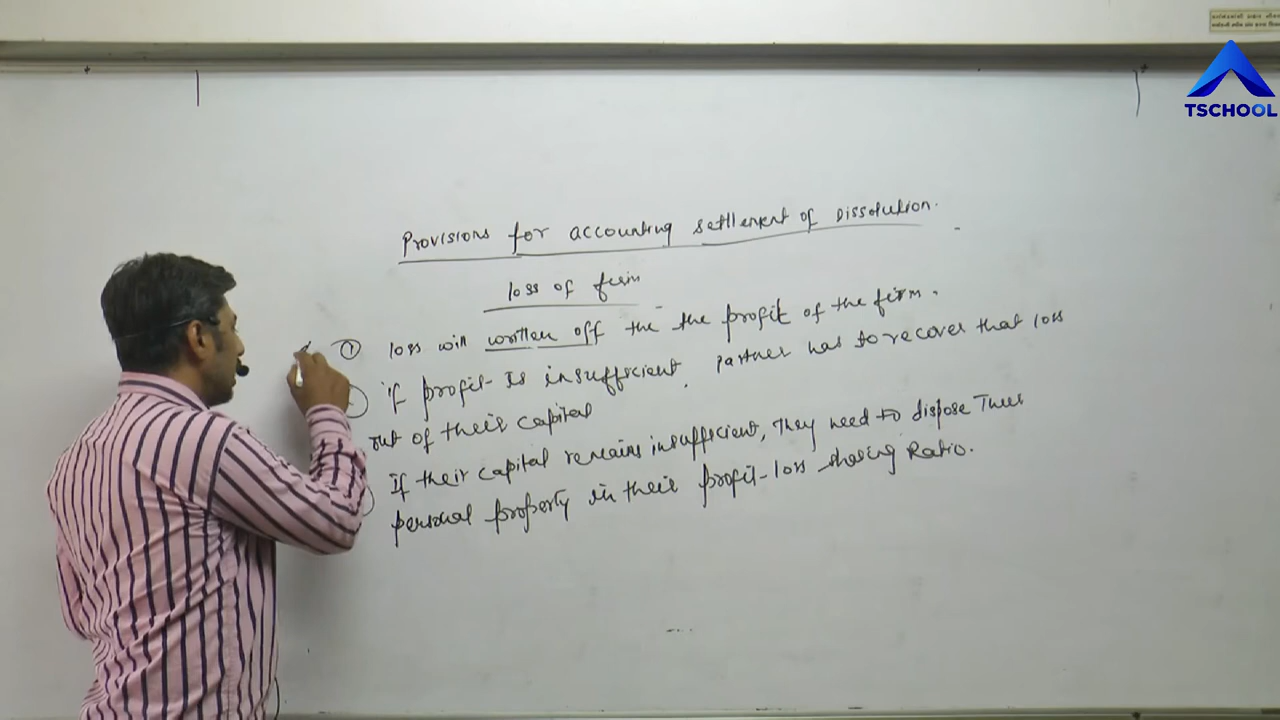 TSCHOOL
Provisions for accounting settlement of Dissolution.
loss of firm
① loss will written off the the profit of the firm.
if profit is insufficient, Partner has to recover that loss
out of their capital
If their capital remains insufficient, They need to dispose
personal property in their profit-loss sharing Ratio.